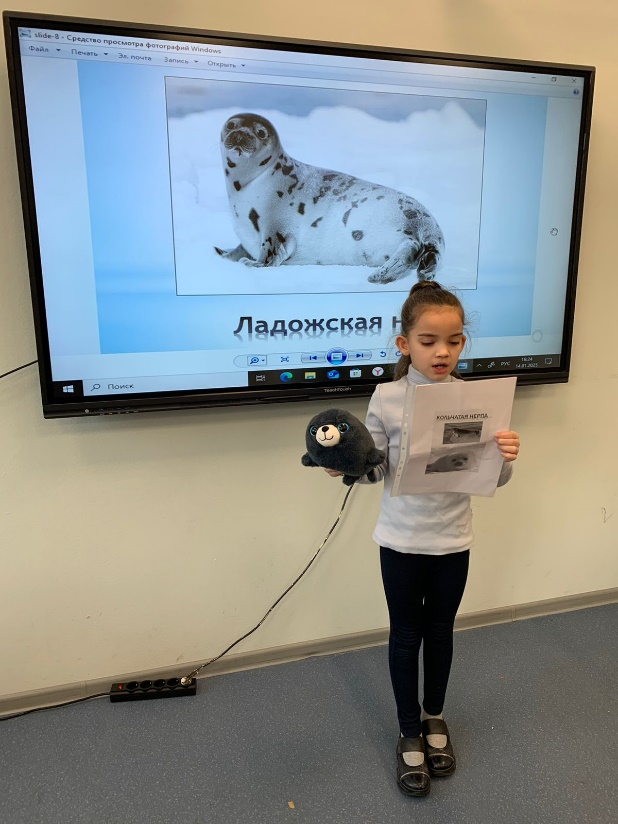 slide-8 - Средство просмотра фотографий Windows
Файл Печать Эл. почта Запись Открыть
Ладожская н
Поиск
РУС
КОЛЬЧАТАЯ НЕРПА